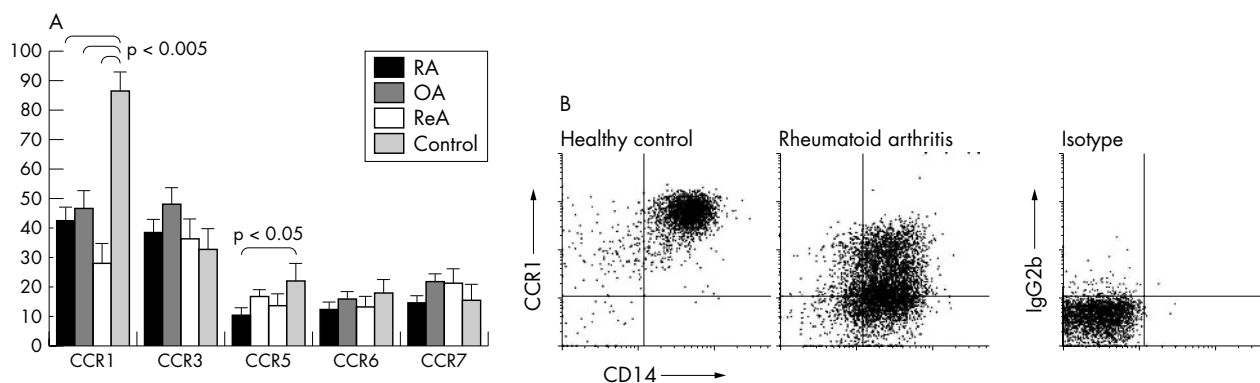 A
p < 0.005
100
90
80
70
60
50
40
30
20
10
0
RA
OA
ReA
Control
p < 0.05
CCR1 CCR3 CCR5 CCR6 CCR7
B
Healthy control Rheumatoid arthritis Isotype
CCR1
IgG2b
CD14